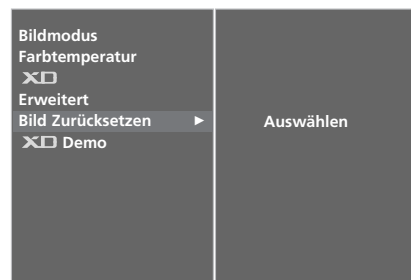 Bildmodus
Farbtemperatur
XD
Erweitert
Bild Zurücksetzen ►
Auswählen
XD Demo